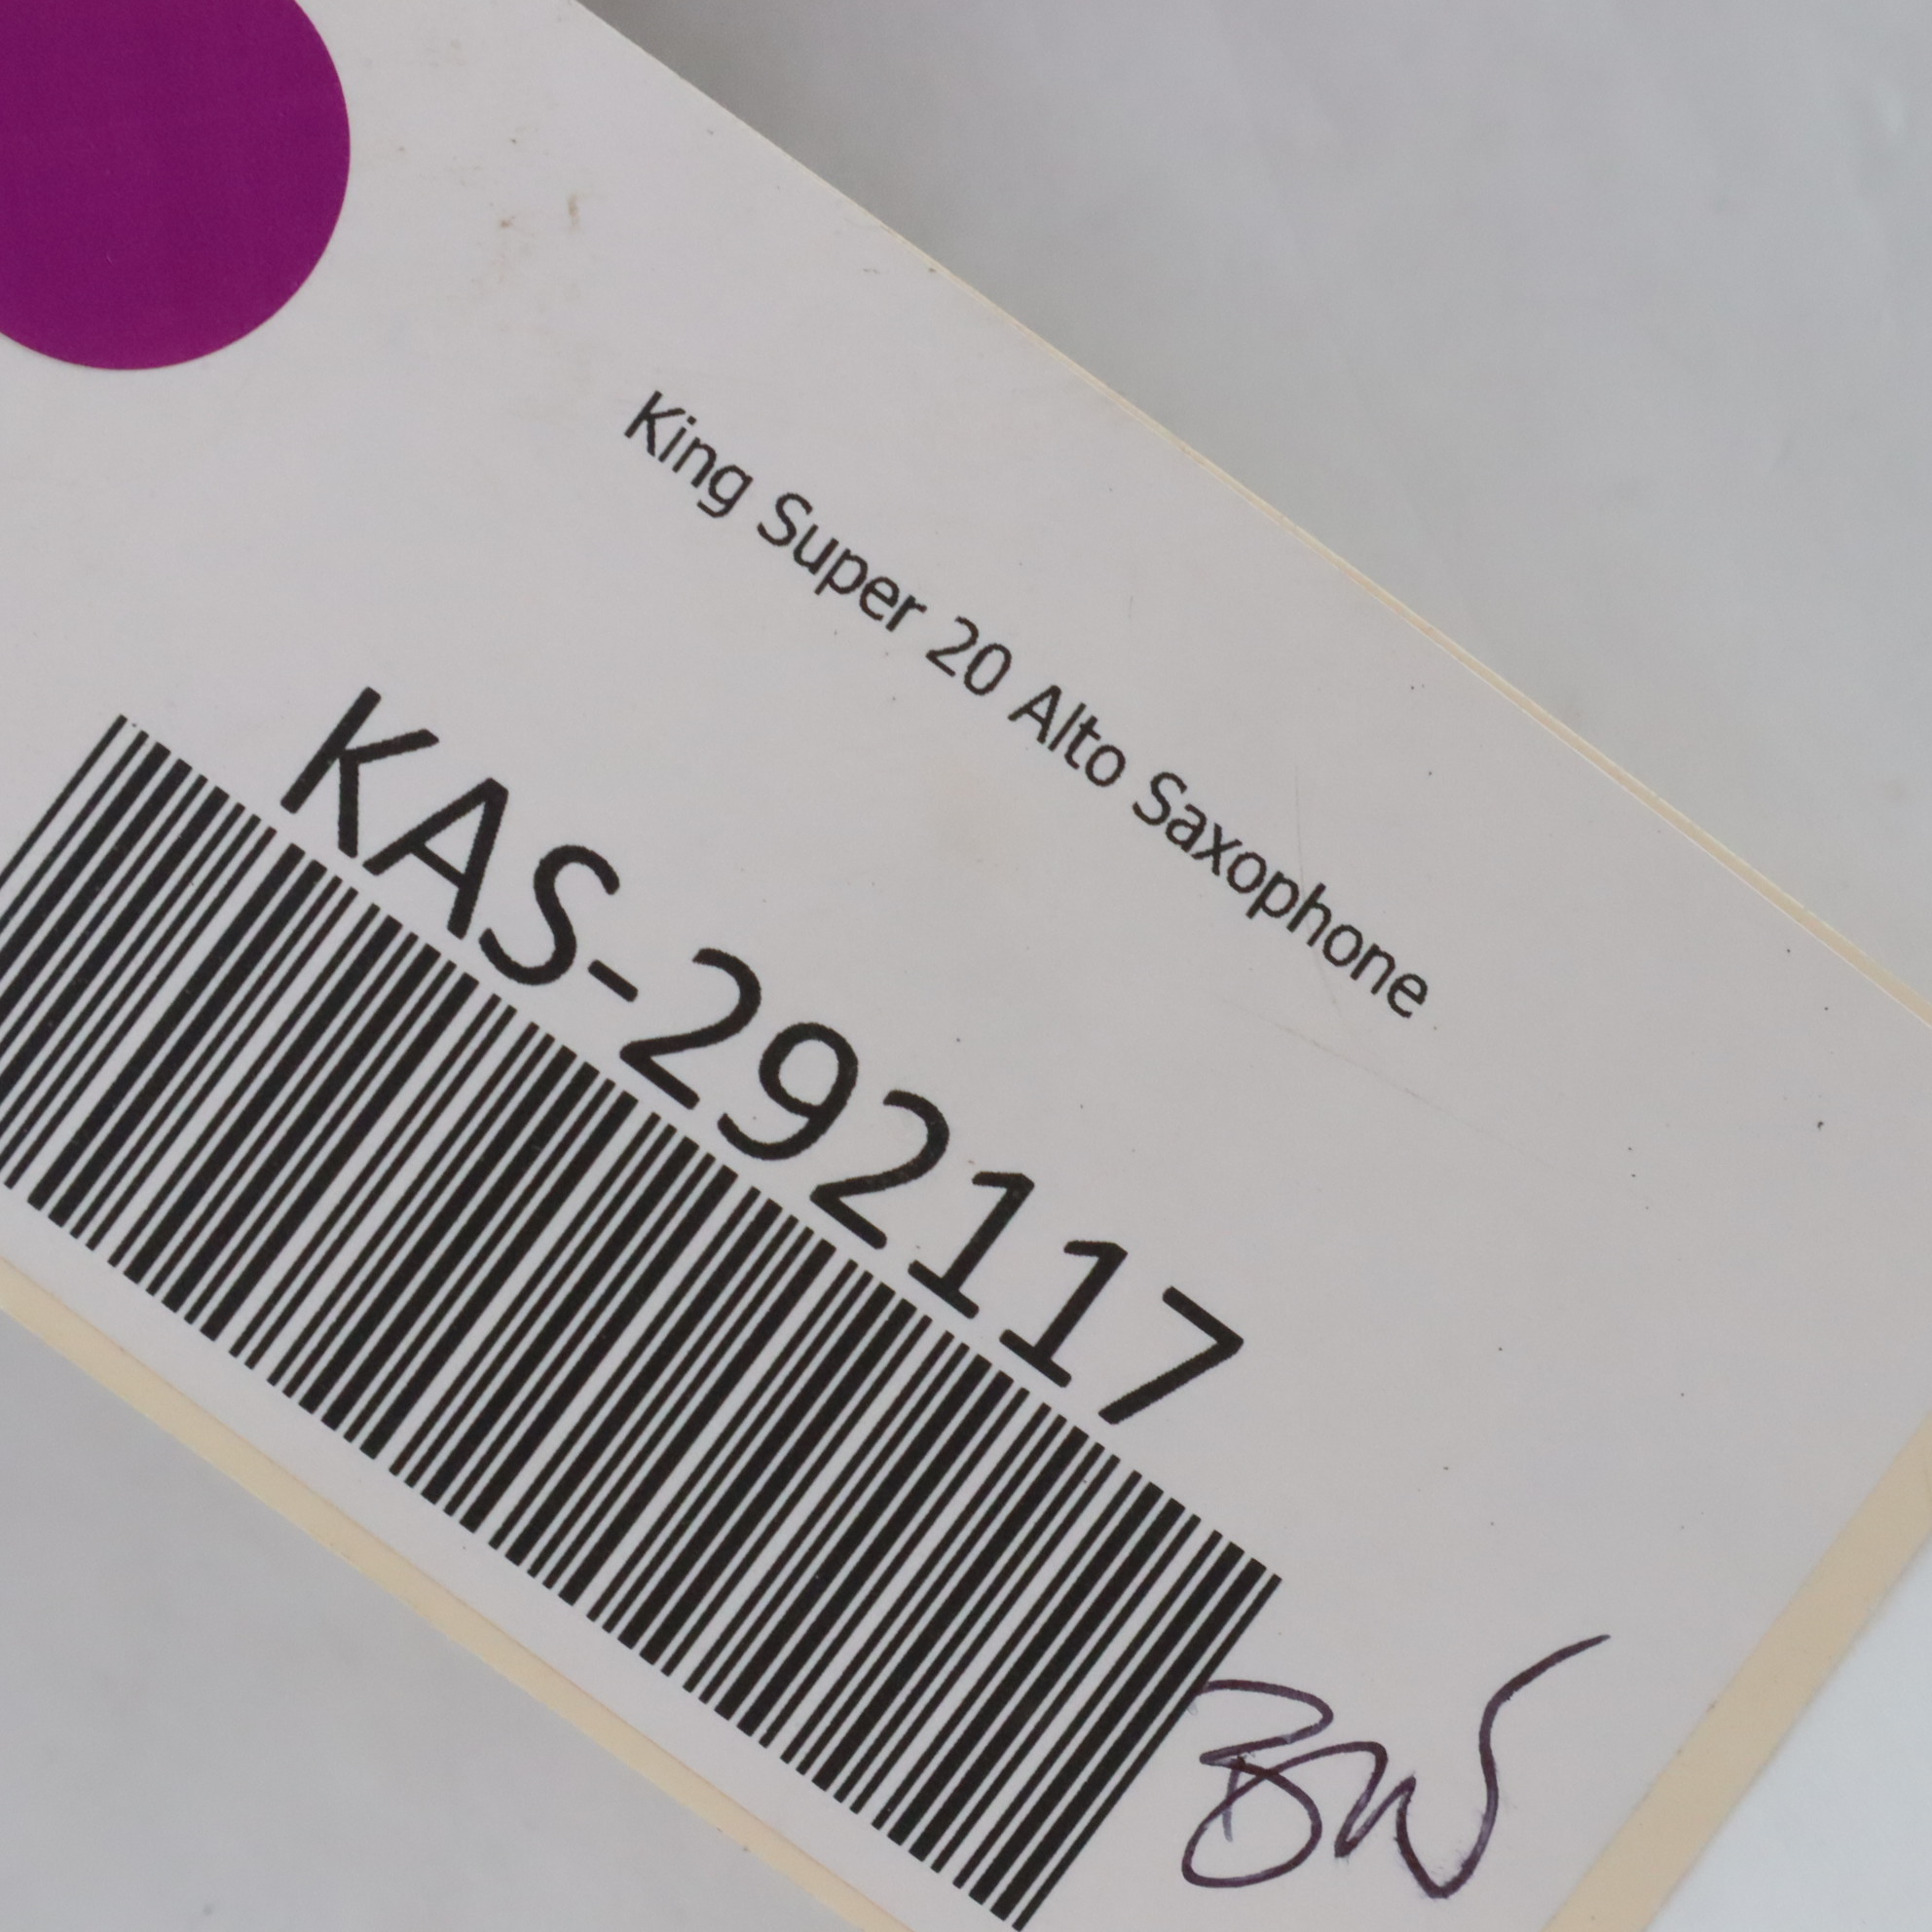 King Super 20 Alto Saxophone
KAS-292117
BW